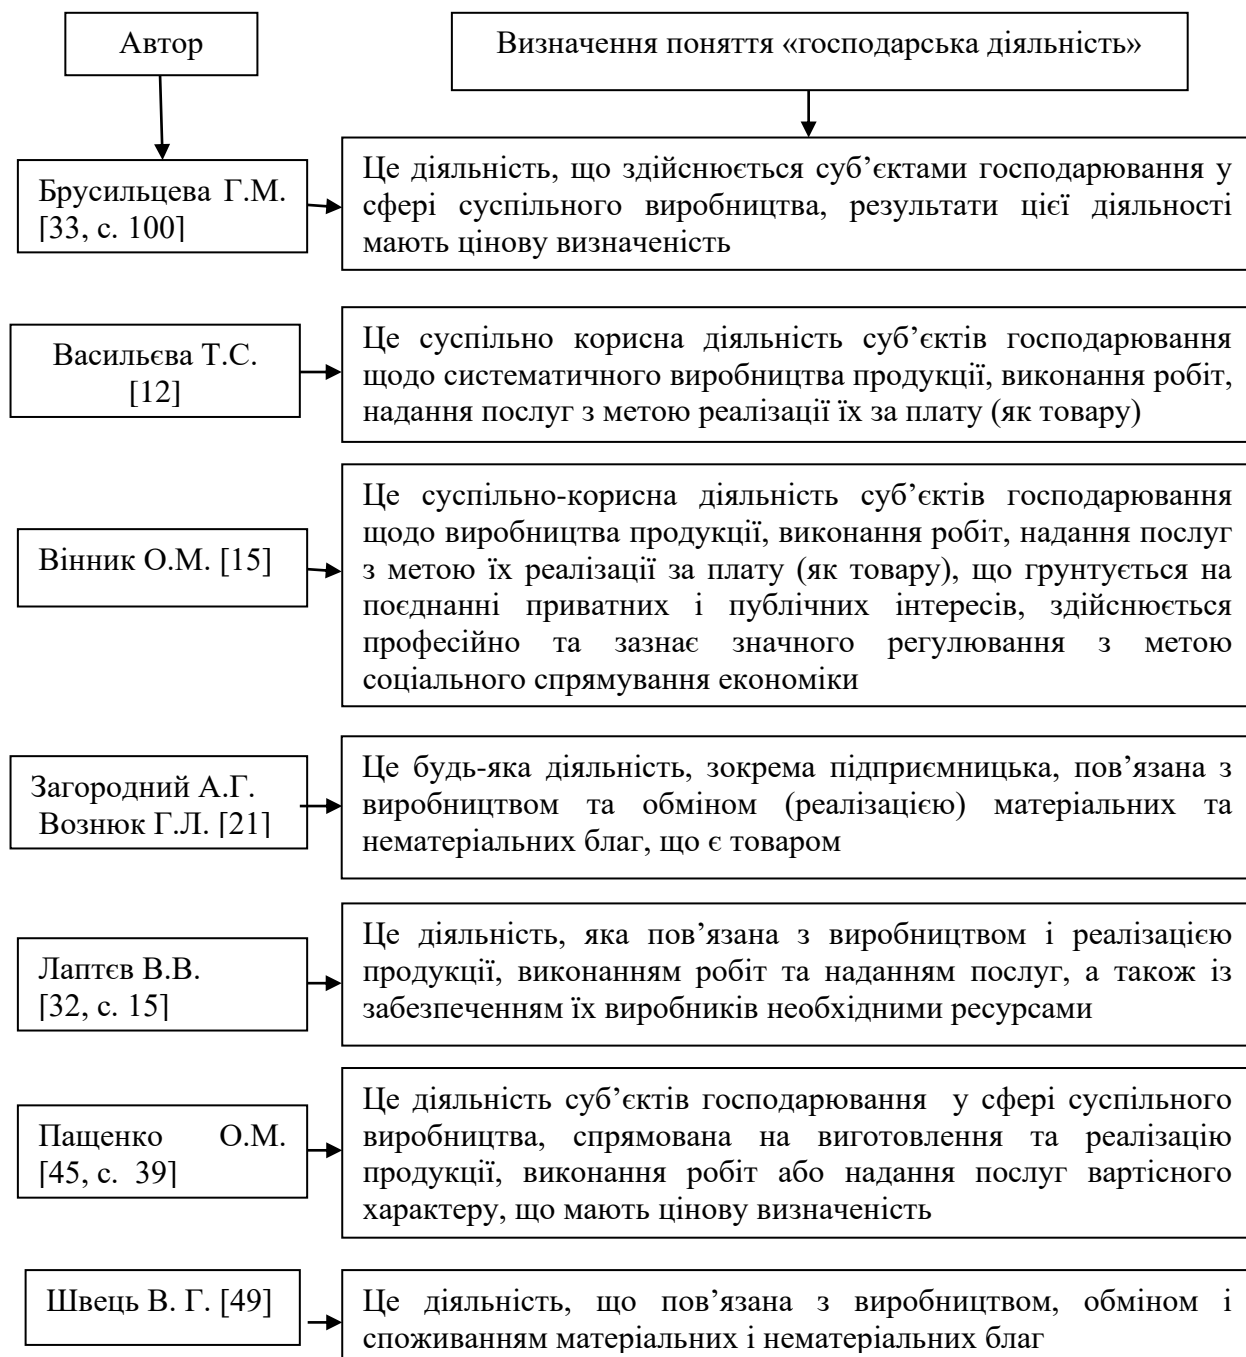 Автор
Визначення поняття «господарська діяльність»
Брусильцева Г.М.
[33, с. 100]
Це діяльність, що здійснюється суб’єктами господарювання у
сфері суспільного виробництва, результати цієї діяльності
мають цінову визначеність
Васильєва Т.С.
[12]
Це суспільно корисна діяльність суб’єктів господарювання
щодо систематичного виробництва продукції, виконання робіт,
надання послуг з метою реалізації їх за плату (як товару)
Вінник О.М. [15]
Це суспільно-корисна діяльність суб’єктів господарювання
щодо виробництва продукції, виконання робіт, надання послуг
з метою їх реалізації за плату (як товару), що грунтується на
поєднанні приватних і публічних інтересів, здійснюється
професійно та зазнає значного регулювання з метою
соціального спрямування економіки
Загородний А.Г.
Вознюк Г.Л. [21]
Це будь-яка діяльність, зокрема підприємницька, пов’язана з
виробництвом та обміном (реалізацією) матеріальних та
нематеріальних благ, що є товаром
Лаптєв В.В.
[32, с. 15]
Це діяльність, яка пов’язана з виробництвом і реалізацією
продукції, виконанням робіт та наданням послуг, а також із
забезпеченням їх виробників необхідними ресурсами
Пащенко О.М.
[45, с. 39]
Це діяльність суб’єктів господарювання у сфері суспільного
виробництва, спрямована на виготовлення та реалізацію
продукції, виконання робіт або надання послуг вартісного
характеру, що мають цінову визначеність
Швець В. Г. [49]
Це діяльність, що пов’язана з виробництвом, обміном і
споживанням матеріальних і нематеріальних благ